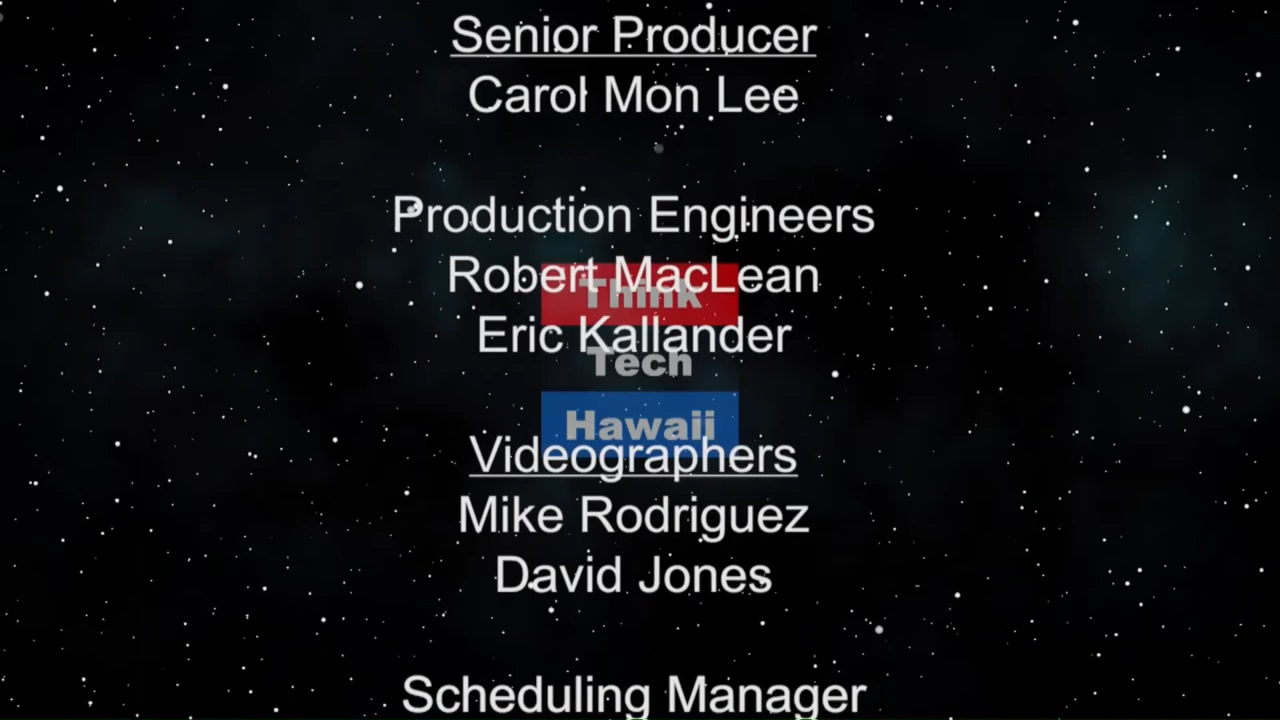 Senior Producer
Carol Mon Lee
Production Engineers
Robert MacLean
Think
Eric Kallander
Tech
Hawaii
Videographers
Mike Rodriguez
David Jones
Scheduling Manager